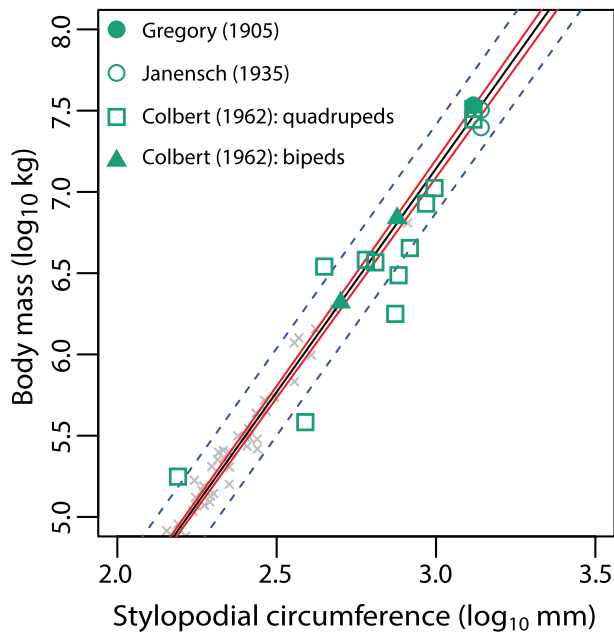 Gregory (1905)
Janensch (1935)
Colbert (1962): quadrupeds
Colbert (1962): bipeds
Body mass (log10 kg)
8.0
7.5
7.0
6.5
6.0
5.5
5.0
2.0 2.5 3.0 3.5
Stylopodial circumference (log10 mm)